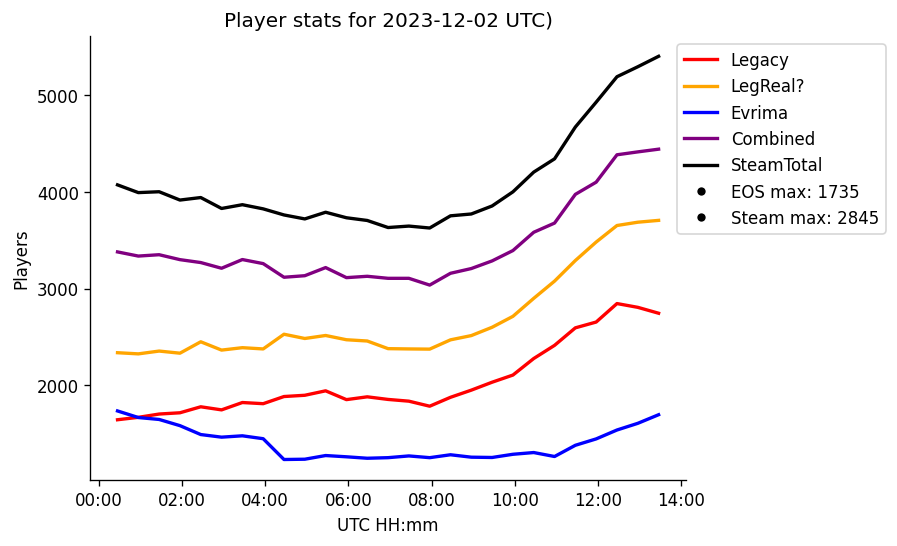 Player stats for 2023-12-02 UTC)
Players
5000
4000
3000
2000
00:00 02:00 04:00 06:00 08:00 10:00 12:00 14:00
UTC HH:mm
Legacy
LegReal?
Evrima
Combined
SteamTotal
EOS max: 1735
Steam max: 2845